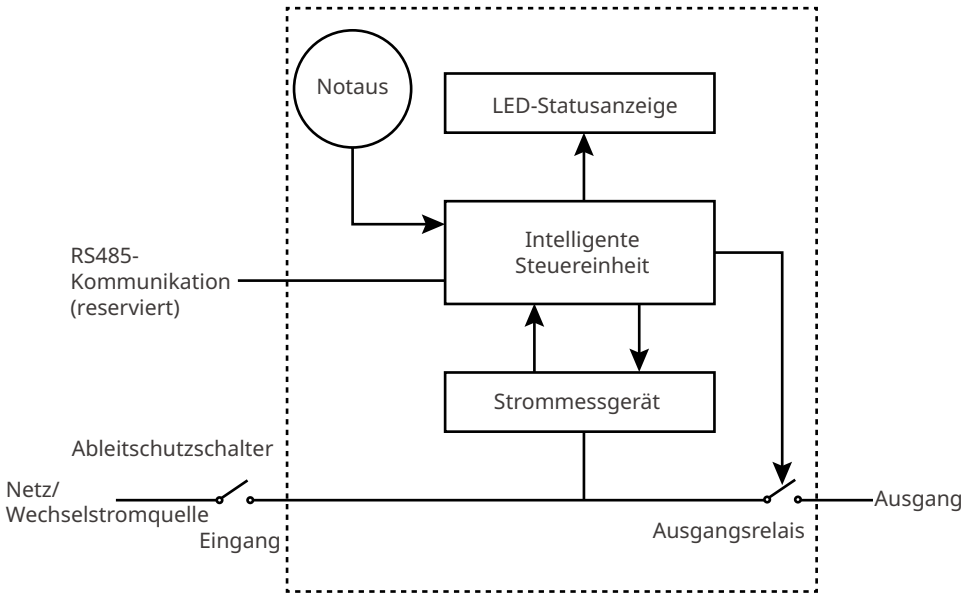 Notaus
LED-Statusanzeige
Intelligente
Steuereinheit
RS485-
Kommunikation
(reserviert)
Strommessgerät
Ableitschutzschalter
Netz/
Wechselstromquelle
Eingang
Ausgangsrelais
Ausgang